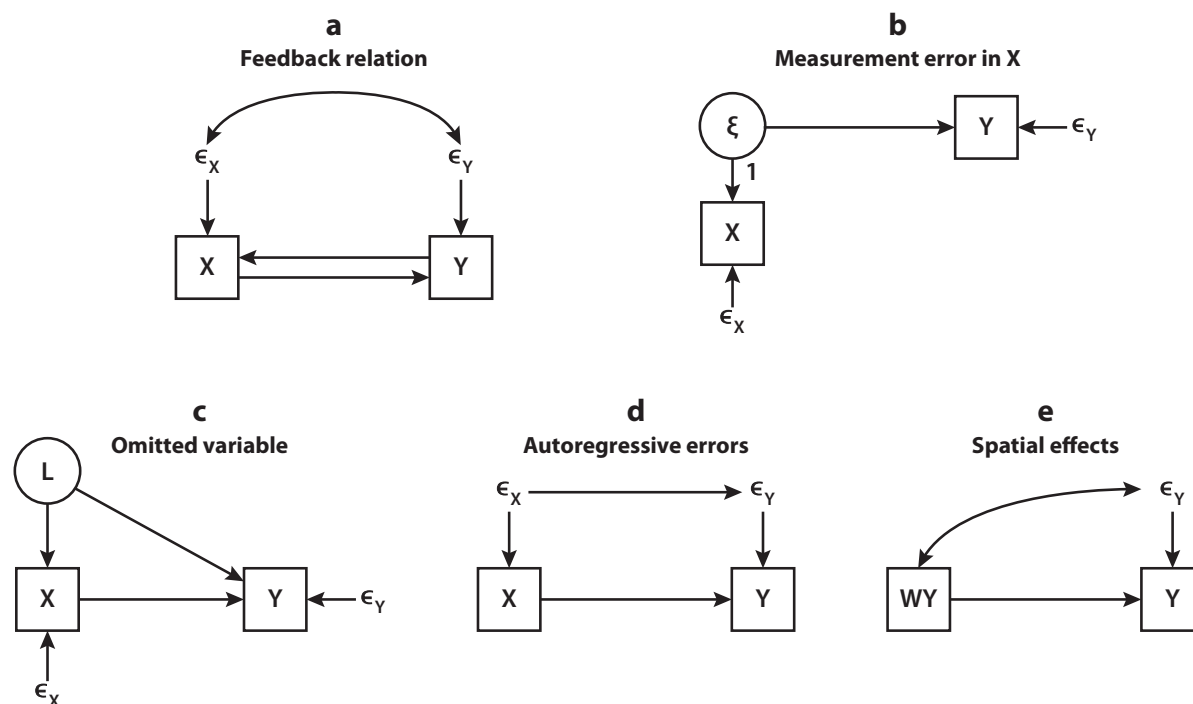 a
Feedback relation
ϵX
ϵY
X
Y
b
Measurement error in X
ξ
Y
ϵY
1
X
ϵX
c
Omitted variable
L
X
Y
ϵY
ϵX
d
Autoregressive errors
ϵX
ϵY
X
Y
e
Spatial effects
ϵY
WY
Y